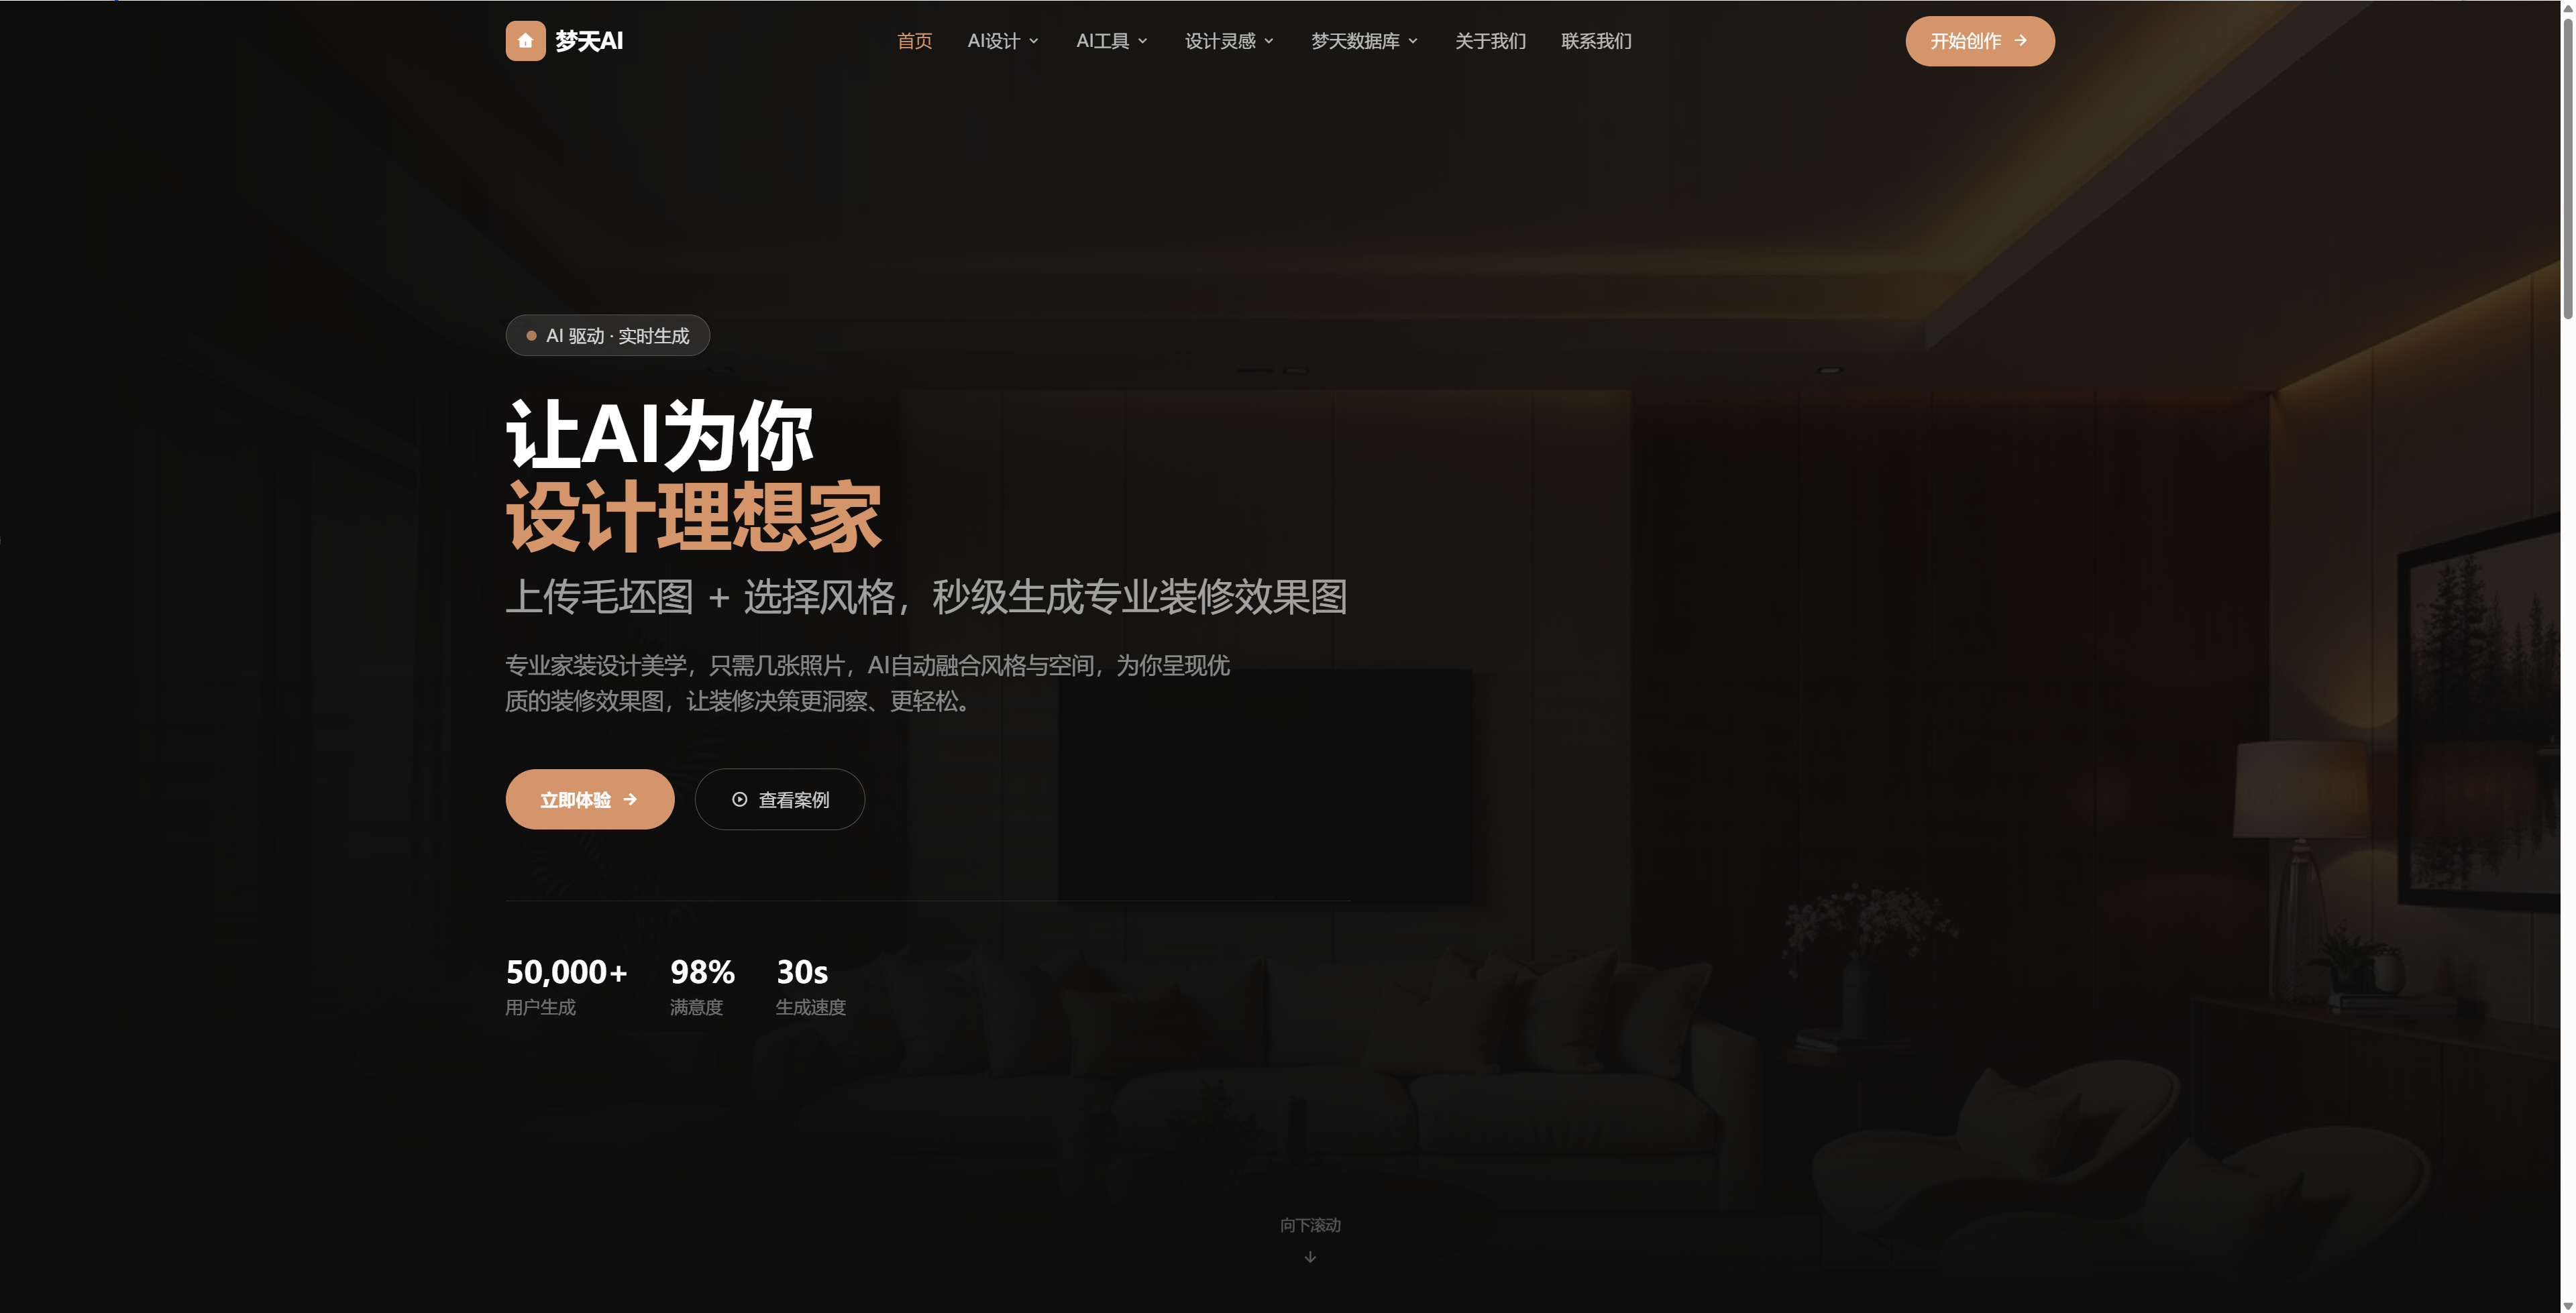 梦天AI
首页
AI设计
AI工具
设计灵感
梦天数据库
关于我们
联系我们
开始创作
AI 驱动 · 实时生成
让AI为你
设计理想家
上传毛坯图 + 选择风格，秒级生成专业装修效果图
专业家装设计美学，只需几张照片，AI自动融合风格与空间，为你呈现优
质的装修效果图，让装修决策更洞察、更轻松。
立即体验
查看案例
50,000+
用户生成
98%
满意度
30s
生成速度
向下滚动